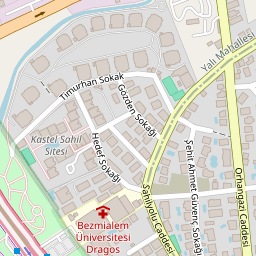 Yalı Mahallesi
Timurhan Sokak
Gözden Sokağı
Kastel Sahil
Sitesi
Hedef Sokağı
Sahilyolu Caddesi
Şehit Ahmet Güvenç Sokağı
Orhangazi Caddesi
Bezmialem
Üniversitesi
Dragos